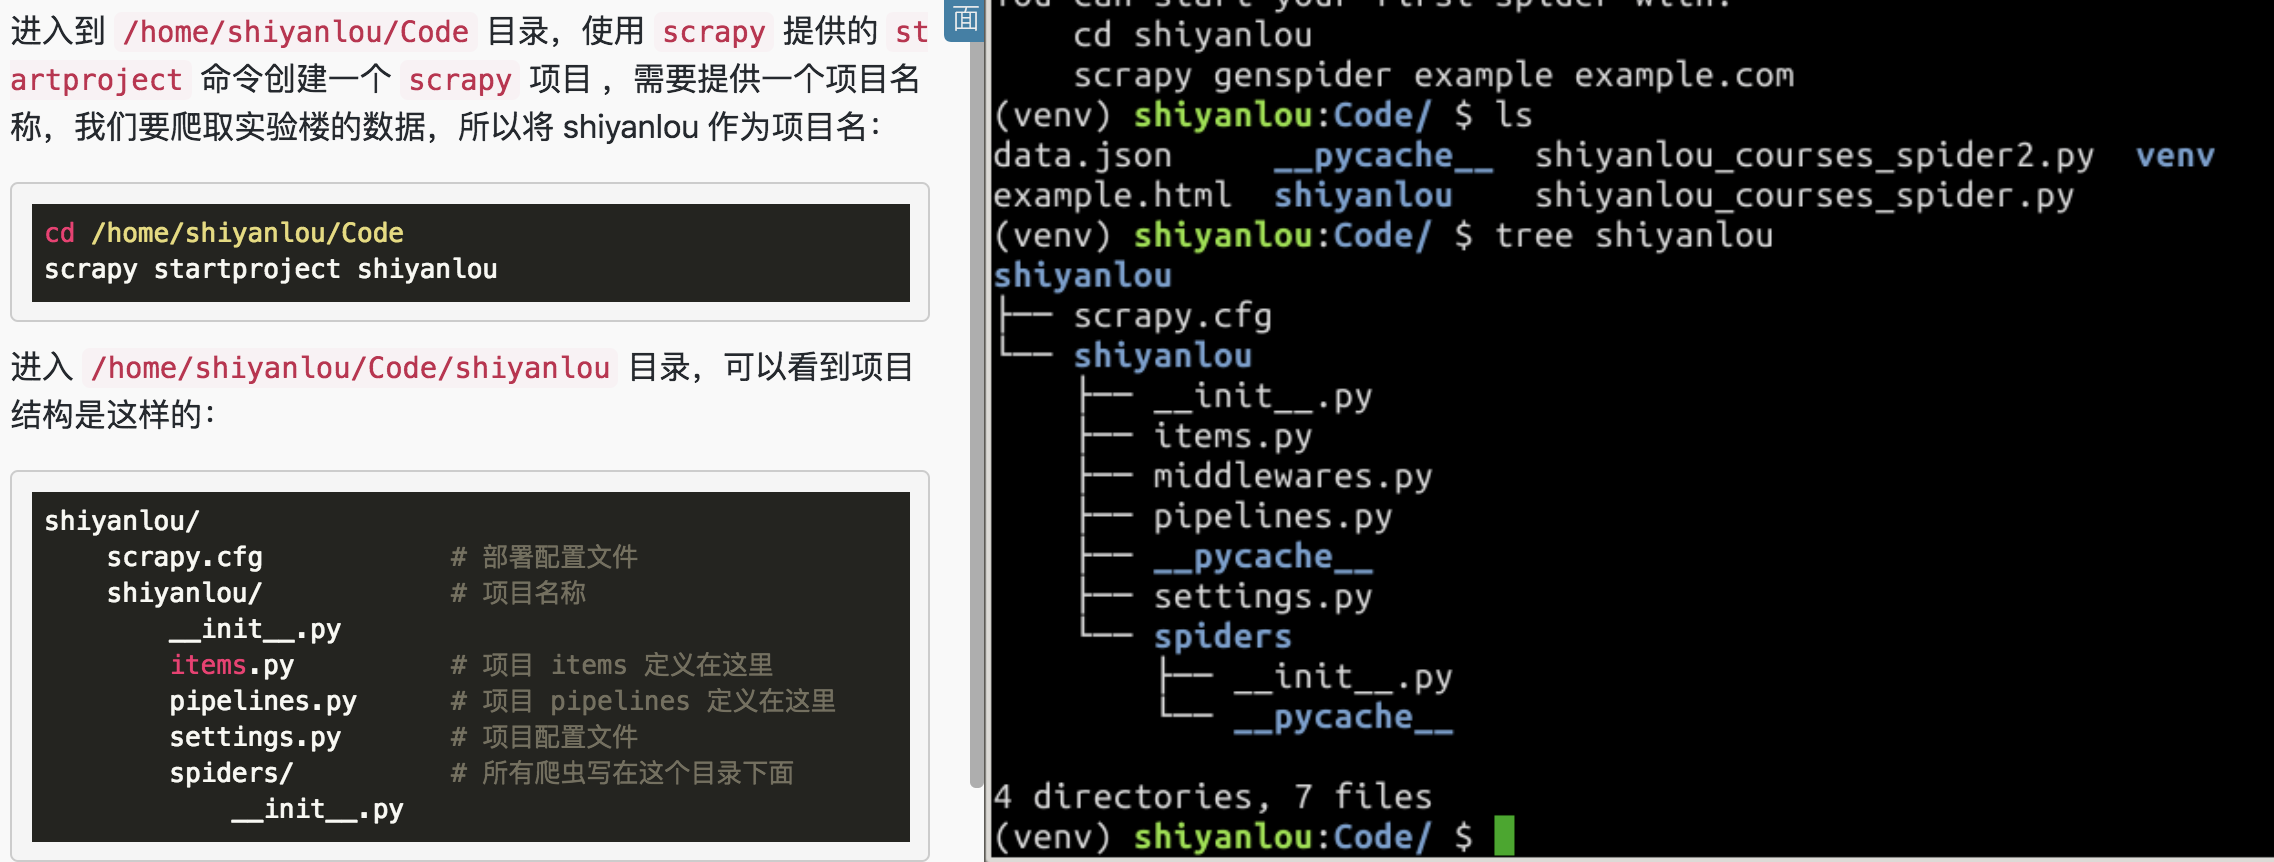 进入到 /home/shiyanlou/Code 目录，使用 scrapy 提供的 st
artproject 命令创建一个 scrapy 项目 ，需要提供一个项目名
称，我们要爬取实验楼的数据，所以将 shiyanlou 作为项目名：
cd /home/shiyanlou/Code
scrapy startproject shiyanlou
进入 /home/shiyanlou/Code/shiyanlou 目录，可以看到项目
结构是这样的：
shiyanlou/
    scrapy.cfg            # 部署配置文件
    shiyanlou/            # 项目名称
        __init__.py
        items.py          # 项目 items 定义在这里
        pipelines.py      # 项目 pipelines 定义在这里
        settings.py       # 项目配置文件
        spiders/          # 所有爬虫写在这个目录下面
            __init__.py
面
You can start your first spider with:
    cd shiyanlou
    scrapy genspider example example.com
(venv) shiyanlou:Code/ $ ls
data.json     __pycache__  shiyanlou_courses_spider2.py  venv
example.html  shiyanlou    shiyanlou_courses_spider.py
(venv) shiyanlou:Code/ $ tree shiyanlou
shiyanlou
├── scrapy.cfg
└── shiyanlou
    ├── __init__.py
    ├── items.py
    ├── middlewares.py
    ├── pipelines.py
    ├── __pycache__
    ├── settings.py
    └── spiders
        ├── __init__.py
        └── __pycache__
4 directories, 7 files
(venv) shiyanlou:Code/ $